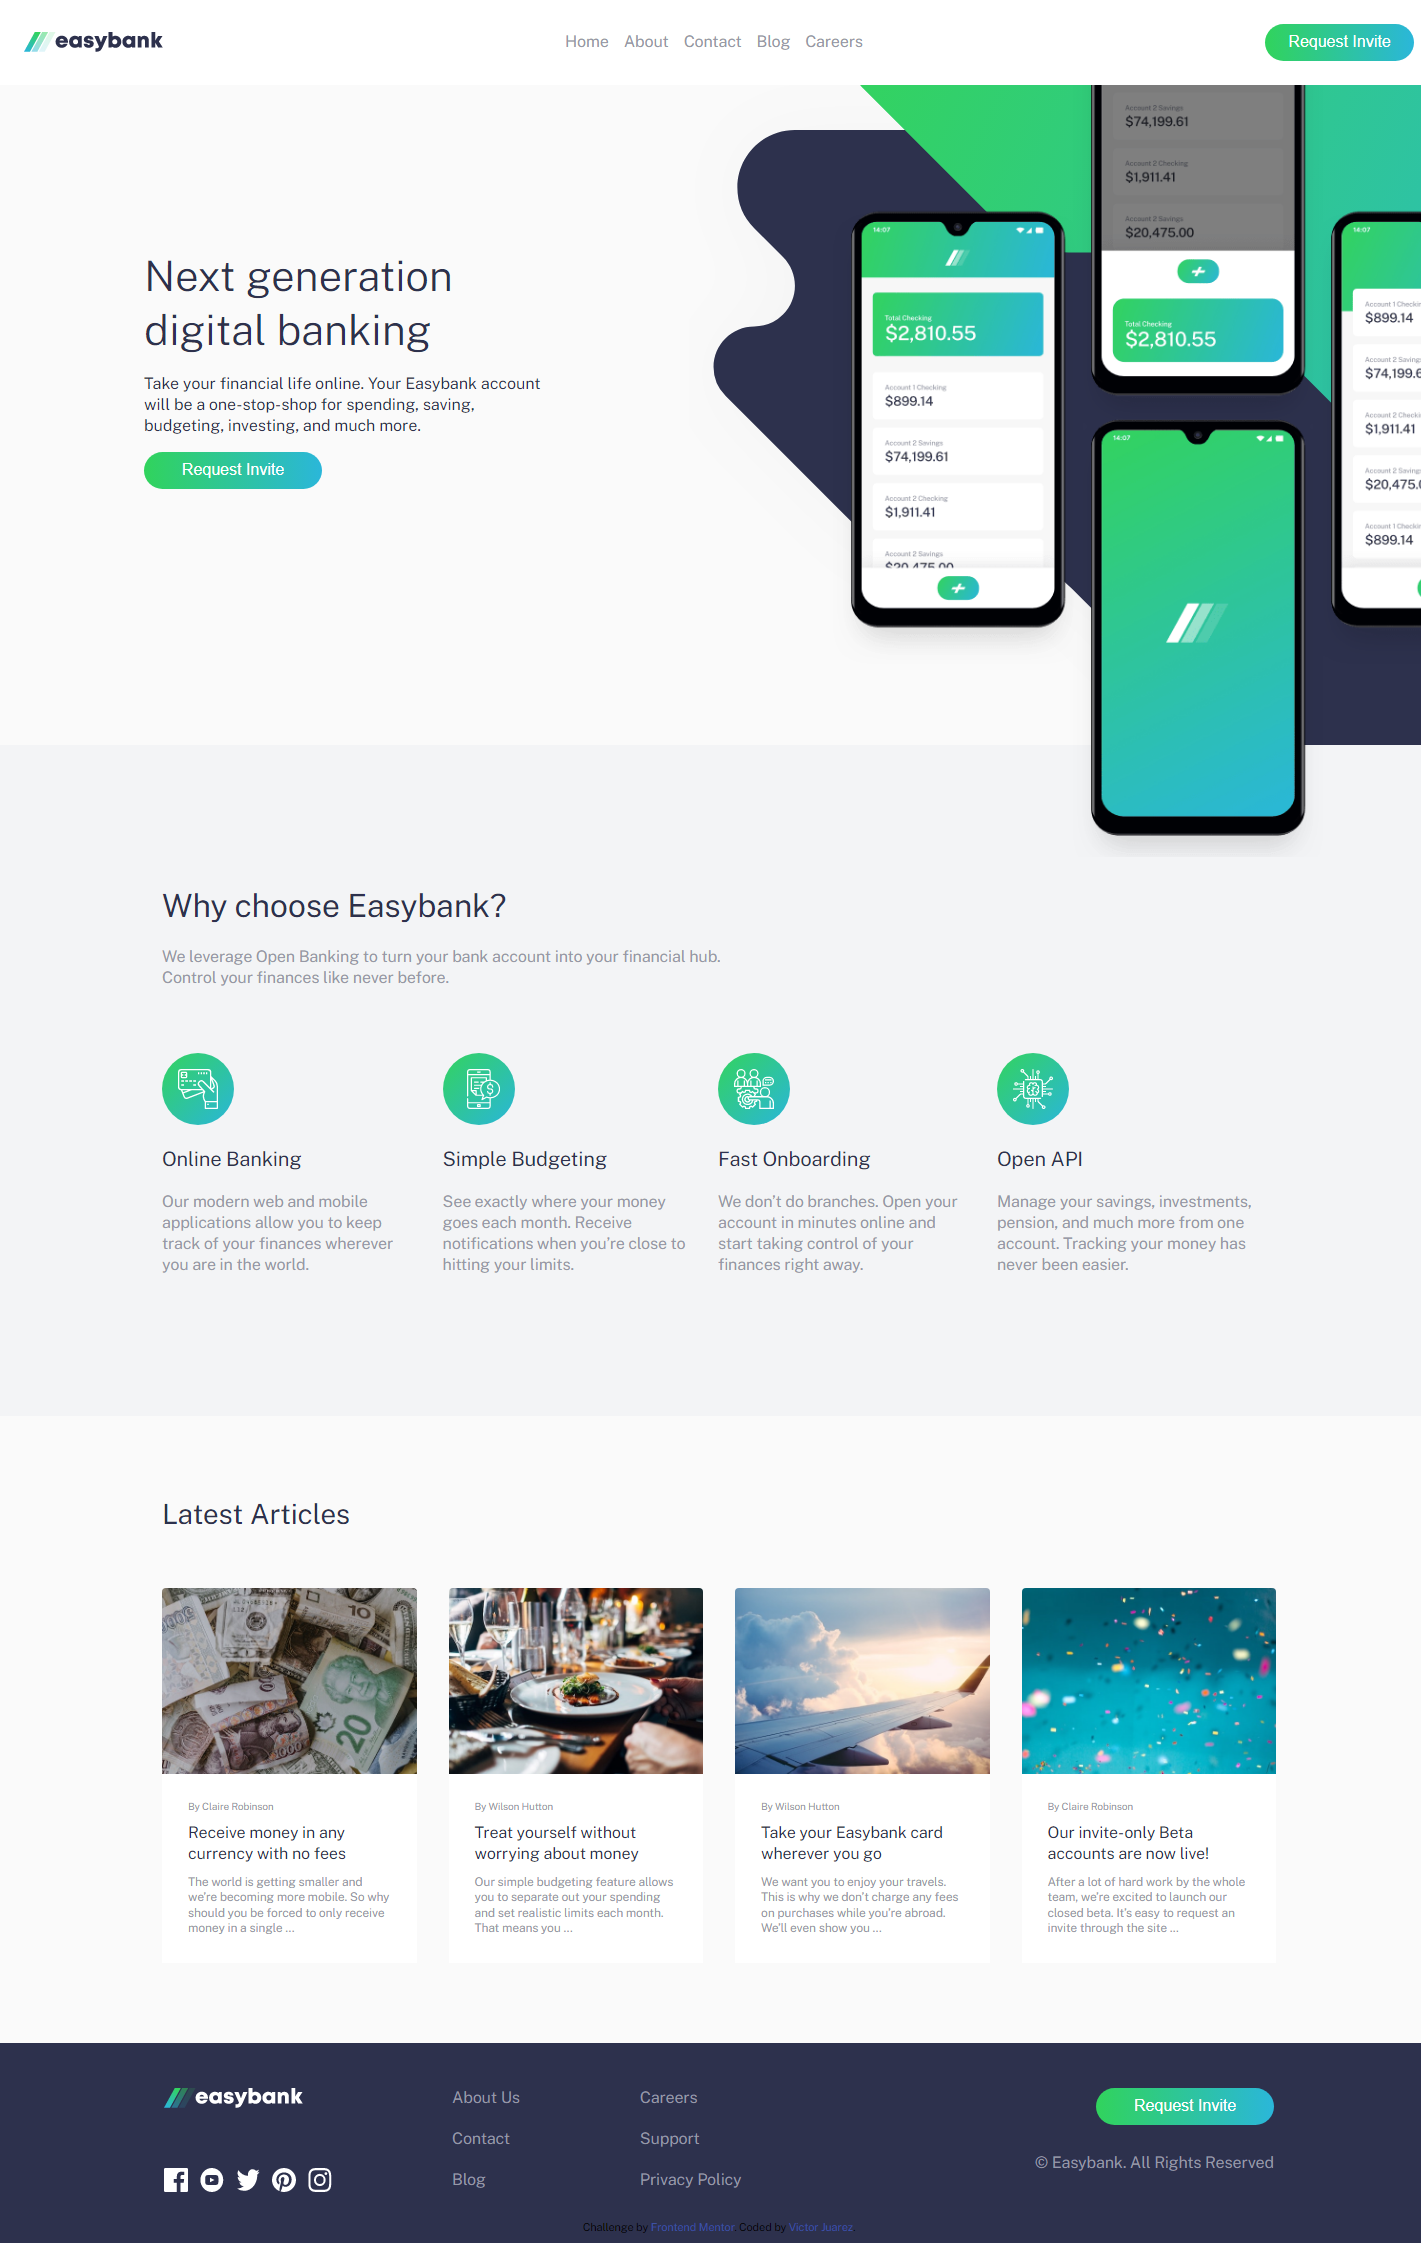 easybank
Home About Contact Blog Careers
Request Invite
Next generation
digital banking
Take your financial life online. Your Easybank account
will be a one-stop-shop for spending, saving,
budgeting, investing, and much more.
Request Invite
Account 2 Savings
$74,199.61
Account 2 Checking
$1,911.41
Account 2 Savings
$20,475.00
Total Checking
$2,810.55
14:07
Total Checking
$2,810.55
Account 1 Checking
$899.14
Account 2 Savings
$74,199.61
Account 2 Checking
$1,911.41
Account 2 Savings
$20,475.00
14:07
14:07
Account 1 Checkin
$899.14
Account 2 Saving
$74,199.6
Account 2 Checki
$1,911.41
Account 2 Saving
$20,475.
Account 1 Checkin
$899.14
Why choose Easybank?
We leverage Open Banking to turn your bank account into your financial hub.
Control your finances like never before.
Online Banking
Our modern web and mobile
applications allow you to keep
track of your finances wherever
you are in the world.
Simple Budgeting
See exactly where your money
goes each month. Receive
notifications when you’re close to
hitting your limits.
Fast Onboarding
We don’t do branches. Open your
account in minutes online and
start taking control of your
finances right away.
Open API
Manage your savings, investments,
pension, and much more from one
account. Tracking your money has
never been easier.
Latest Articles
10
20
By Claire Robinson
Receive money in any
currency with no fees
The world is getting smaller and
we’re becoming more mobile. So why
should you be forced to only receive
money in a single …
By Wilson Hutton
Treat yourself without
worrying about money
Our simple budgeting feature allows
you to separate out your spending
and set realistic limits each month.
That means you …
By Wilson Hutton
Take your Easybank card
wherever you go
We want you to enjoy your travels.
This is why we don’t charge any fees
on purchases while you’re abroad.
We’ll even show you …
By Claire Robinson
Our invite-only Beta
accounts are now live!
After a lot of hard work by the whole
team, we’re excited to launch our
closed beta. It’s easy to request an
invite through the site …
easybank
About Us
Contact
Blog
Careers
Support
Privacy Policy
Request Invite
© Easybank. All Rights Reserved
Challenge by Frontend Mentor. Coded by Victor Juarez.